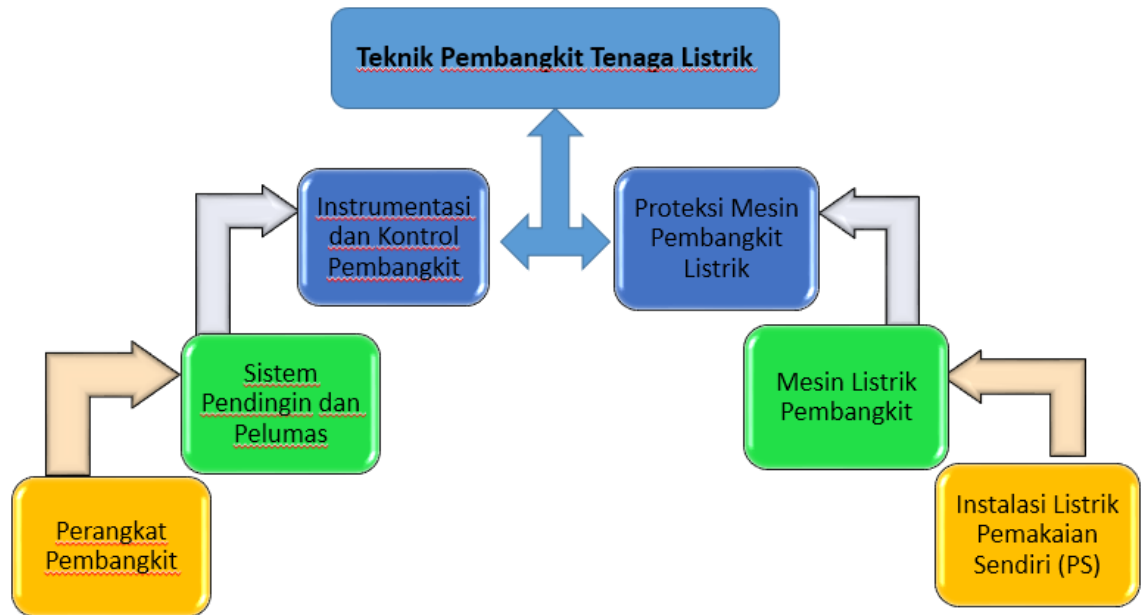 Teknik Pembangkit Tenaga Listrik
Instrumentasi
dan Kontrol
Pembangkit
Proteksi Mesin
Pembangkit
Listrik
Sistem
Pendingin dan
Pelumas
Mesin Listrik
Pembangkit
Perangkat
Pembangkit
Instalasi Listrik
Pemakaian
Sendiri (PS)